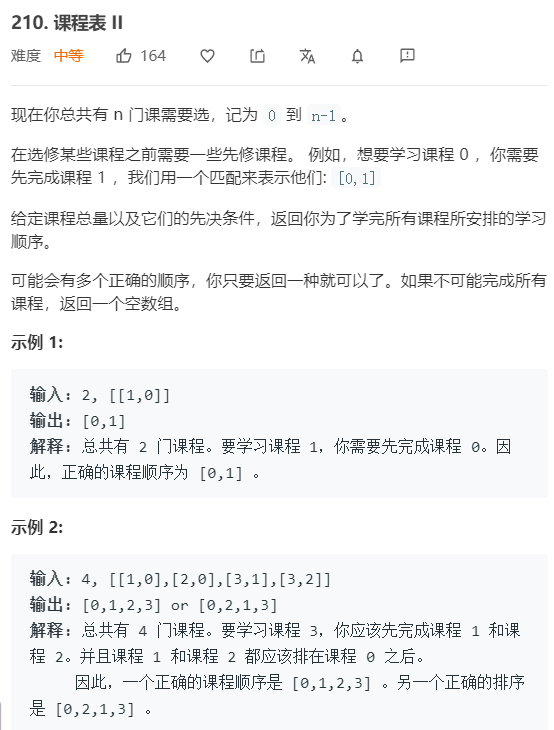 210. 课程表 II
难度 中等 164
现在你总共有 n 门课需要选，记为 0 到 n-1。
在选修某些课程之前需要一些先修课程。 例如，想要学习课程 0 ，你需要
先完成课程 1 ，我们用一个匹配来表示他们: [0,1]
给定课程总量以及它们的先决条件，返回你为了学完所有课程所安排的学习
顺序。
可能会有多个正确的顺序，你只要返回一种就可以了。如果不可能完成所有
课程，返回一个空数组。
示例 1:
输入: 2, [[1,0]]
输出: [0,1]
解释: 总共有 2 门课程。要学习课程 1，你需要先完成课程 0。因
此，正确的课程顺序为 [0,1] 。
示例 2:
输入: 4, [[1,0],[2,0],[3,1],[3,2]]
输出: [0,1,2,3] or [0,2,1,3]
解释: 总共有 4 门课程。要学习课程 3，你应该先完成课程 1 和课
程 2。并且课程 1 和课程 2 都应该排在课程 0 之后。
因此，一个正确的课程顺序是 [0,1,2,3] 。另一个正确的排序
是 [0,2,1,3] 。